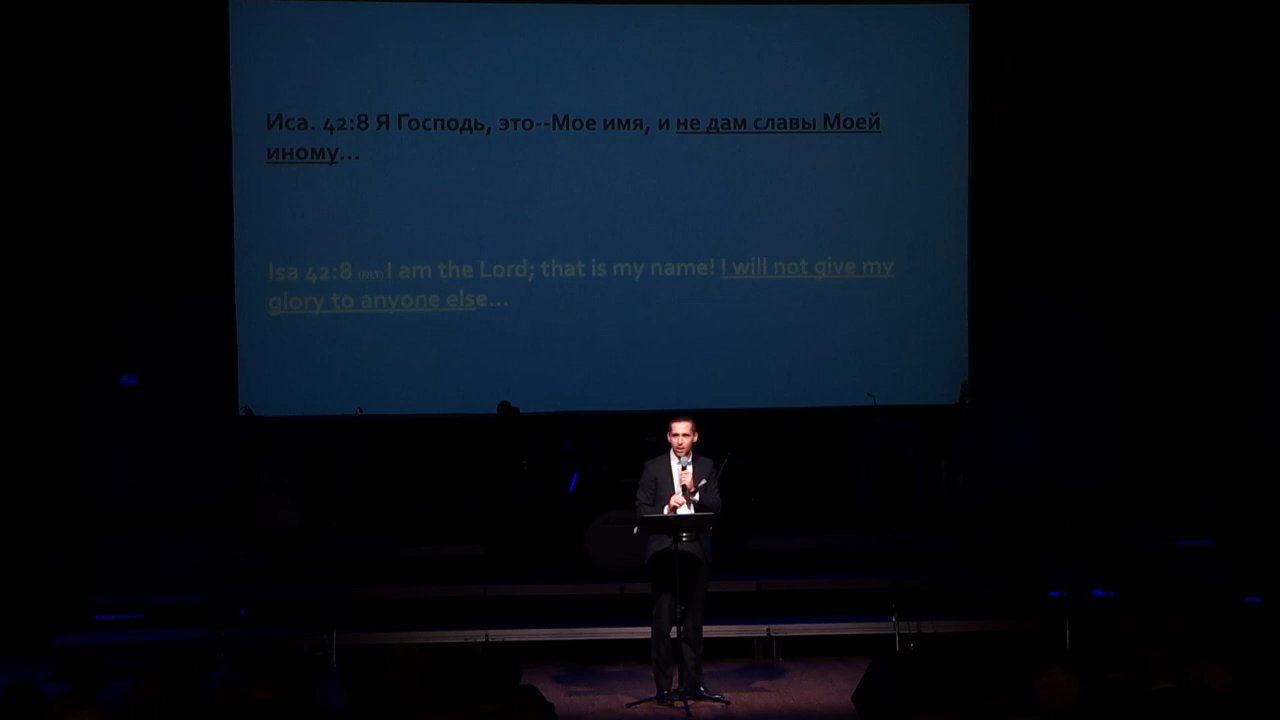 Иса. 42:8 Я Господь, это--Мое имя, и не дам славы Моей
иному...
Isa 42:8 (NLT) I am the Lord; that is my name! I will not give my
glory to anyone else...